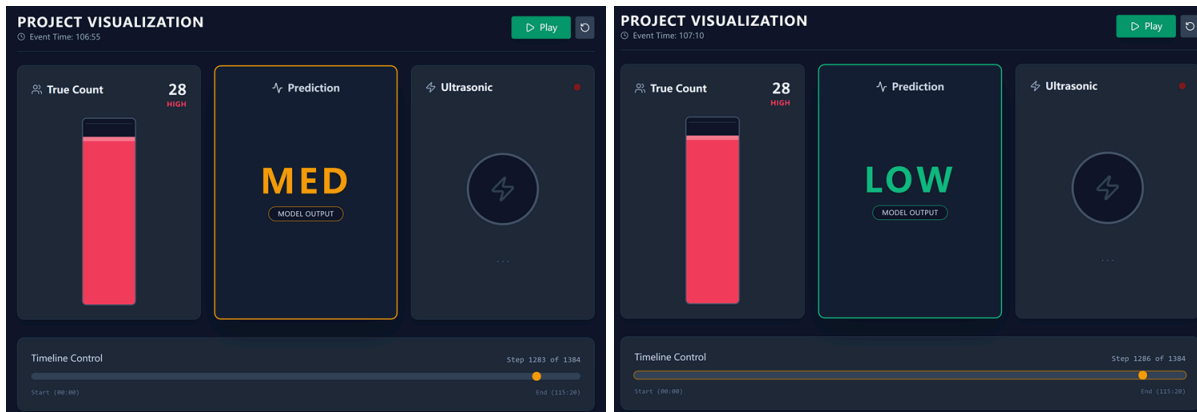 PROJECT VISUALIZATION
Event Time: 106:55
Play
True Count
28
HIGH
Prediction
MED
MODEL OUTPUT
Ultrasonic
...
Timeline Control
Step 1283 of 1384
Start (00:00)
End (115:20)
PROJECT VISUALIZATION
Event Time: 107:10
Play
True Count
28
HIGH
Prediction
LOW
MODEL OUTPUT
Ultrasonic
...
Timeline Control
Step 1286 of 1384
Start (00:00)
End (115:20)